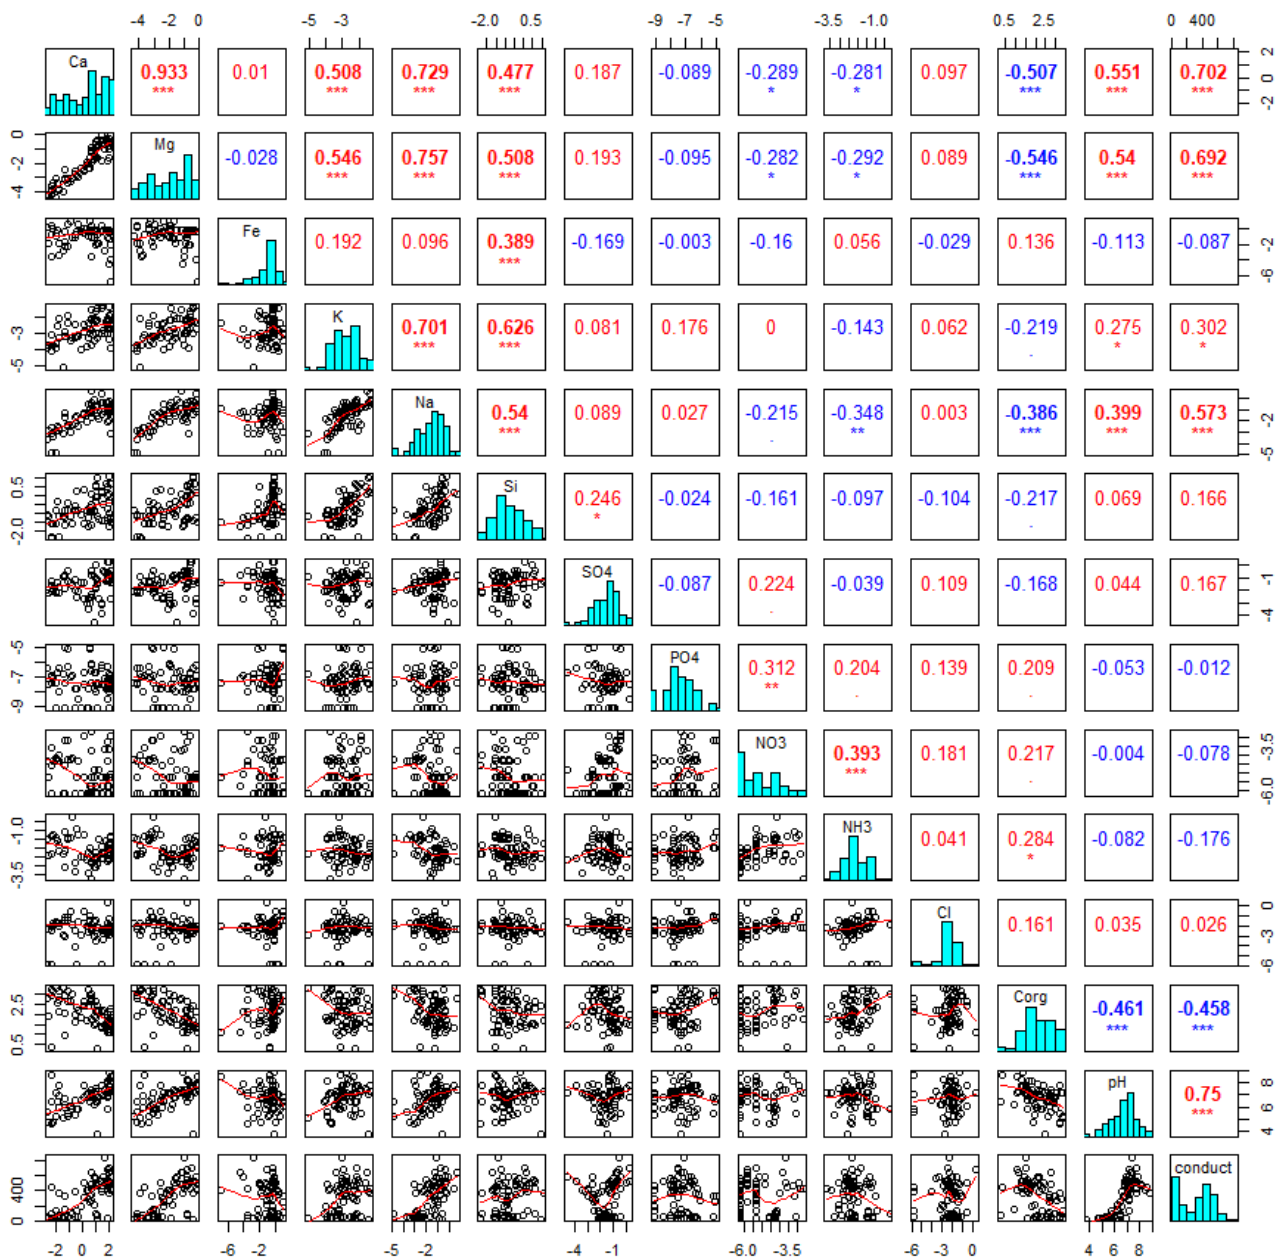 -4 -2 0 -5 -3 -2.0 0.5 -9 -7 -5 -3.5 -1.0 0.5 2.5 0 400
Ca 0.933 0.01 0.508 0.729 0.477 0.187 -0.089 -0.289 -0.281 0.097 -0.507 0.551 0.702 -2 0 2
*** *** *** *** * * *** *** ***
-4 -2 0 Mg -0.028 0.546 0.757 0.508 0.193 -0.095 -0.282 -0.292 0.089 -0.546 0.54 0.692
*** *** *** * * *** *** ***
Fe 0.192 0.096 0.389 -0.169 -0.003 -0.16 0.056 -0.029 0.136 -0.113 -0.087 -6 -2
***
-5 -3 K 0.701 0.626 0.081 0.176 0 -0.143 0.062 -0.219 0.275 0.302
*** *** . * *
Na 0.54 0.089 0.027 -0.215 -0.348 0.003 -0.386 0.399 0.573 -5 -2
*** . ** *** *** ***
-2.0 0.5 Si 0.246 -0.024 -0.161 -0.097 -0.104 -0.217 0.069 0.166
* .
SO4 -0.087 0.224 -0.039 0.109 -0.168 0.044 0.167 -4 -1
.
-9 -7 -5 PO4 0.312 0.204 0.139 0.209 -0.053 -0.012
** . .
NO3 0.393 0.181 0.217 -0.004 -0.078 -6.0 -3.5
*** .
-3.5 -1.0 NH3 0.041 0.284 -0.082 -0.176
*
Cl 0.161 0.035 0.026 -6 -3 0
0.5 2.5 Corg -0.461 -0.458
*** ***
pH 0.75 4 6 8
***
0 400 conduct
-2 0 2 -6 -2 -5 -2 -4 -1 -6.0 -3.5 -6 -3 0 4 6 8